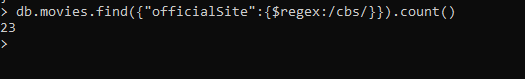 > db.movies.find({"officialSite":{$regex:/cbs/}}).count()
23
>